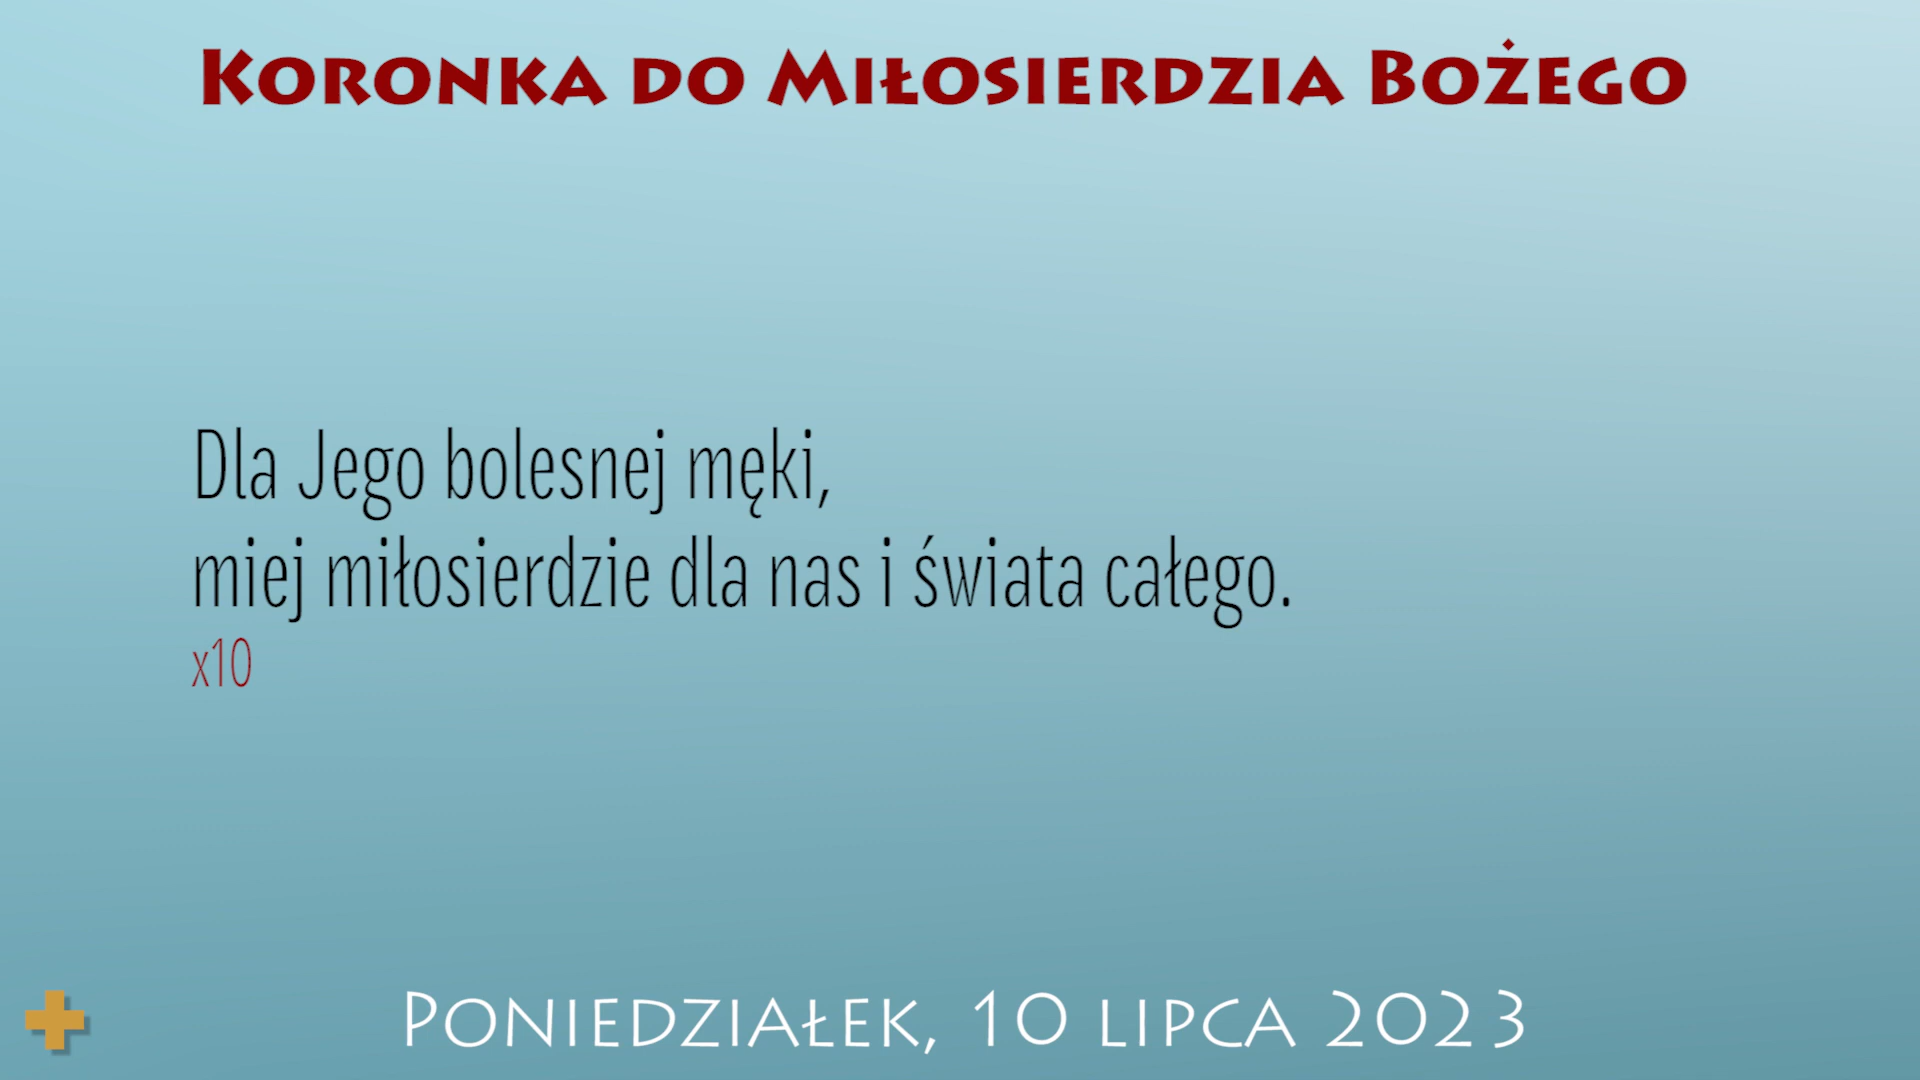 Koronka do Miłosierdzia Bożego
Dla Jego bolesnej męki,
miej miłosierdzie dla nas i świata całego.
x10
Poniedziałek, 10 lipca 2023